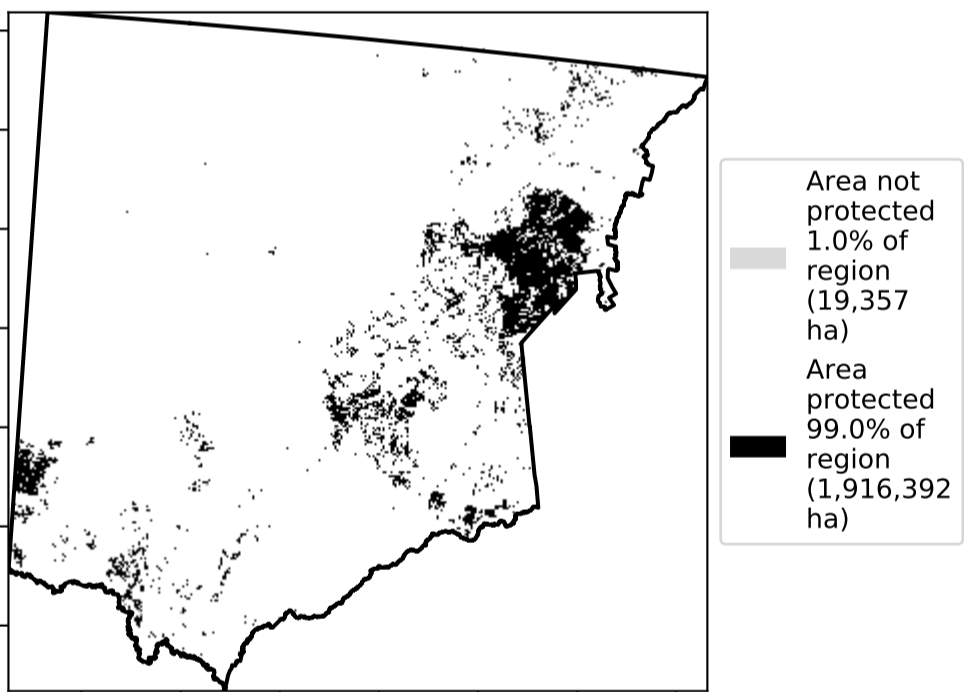 Area not
protected
1.0% of
region
(19,357
ha)
Area
protected
99.0% of
region
(1,916,392
ha)